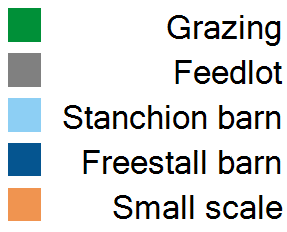 Grazing
Feedlot
Stanchion barn
Freestall barn
Small scale